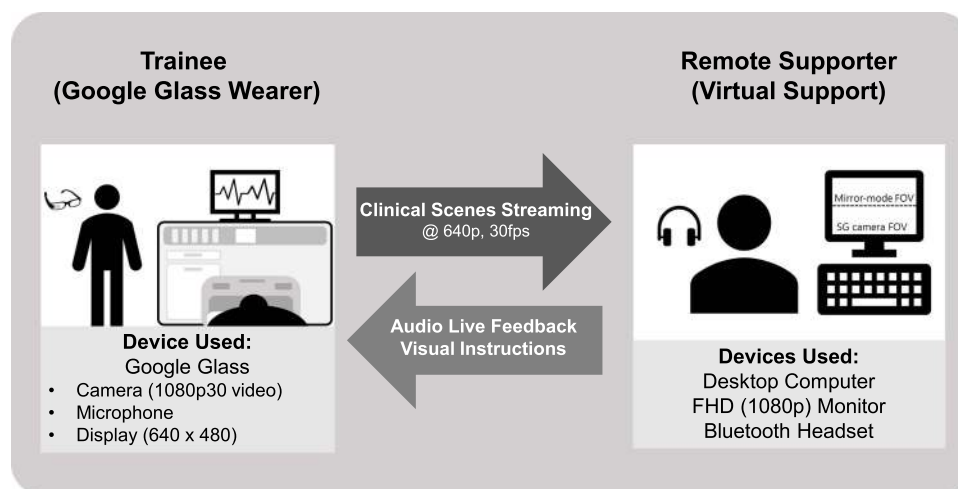 Trainee
(Google Glass Wearer)
Remote Supporter
(Virtual Support)
Clinical Scenes Streaming
@ 640p, 30fps
Audio Live Feedback
Visual Instructions
Mirror-mode FOV
SG camera FOV
Device Used:
Google Glass
• Camera (1080p30 video)
• Microphone
• Display (640 x 480)
Devices Used:
Desktop Computer
FHD (1080p) Monitor
Bluetooth Headset